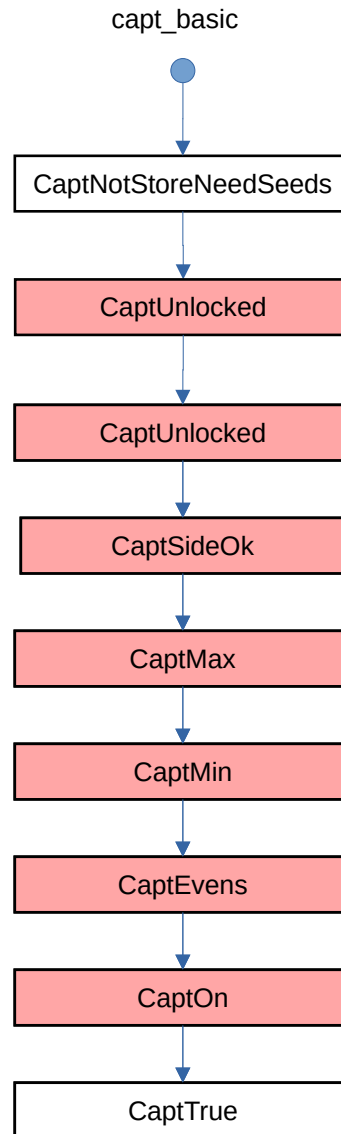 capt_basic
CaptNotStoreNeedSeeds
CaptUnlocked
CaptUnlocked
CaptSideOk
CaptMax
CaptMin
CaptEvens
CaptOn
CaptTrue